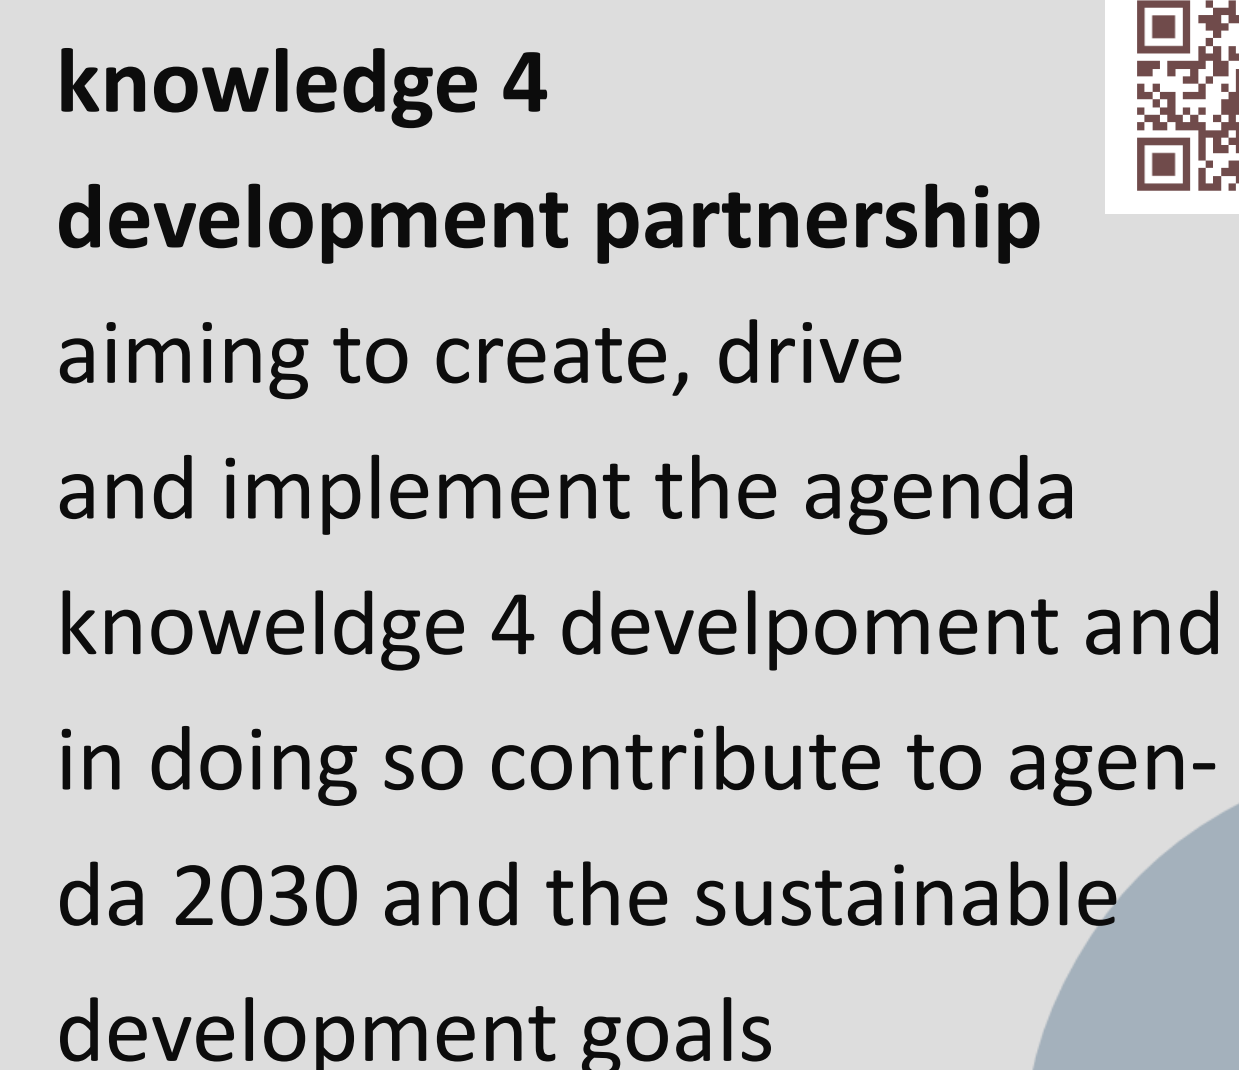 knowledge 4
development partnership
aiming to create, drive
and implement the agenda
knoweldge 4 develpoment and
in doing so contribute to agen-
da 2030 and the sustainable
development goals